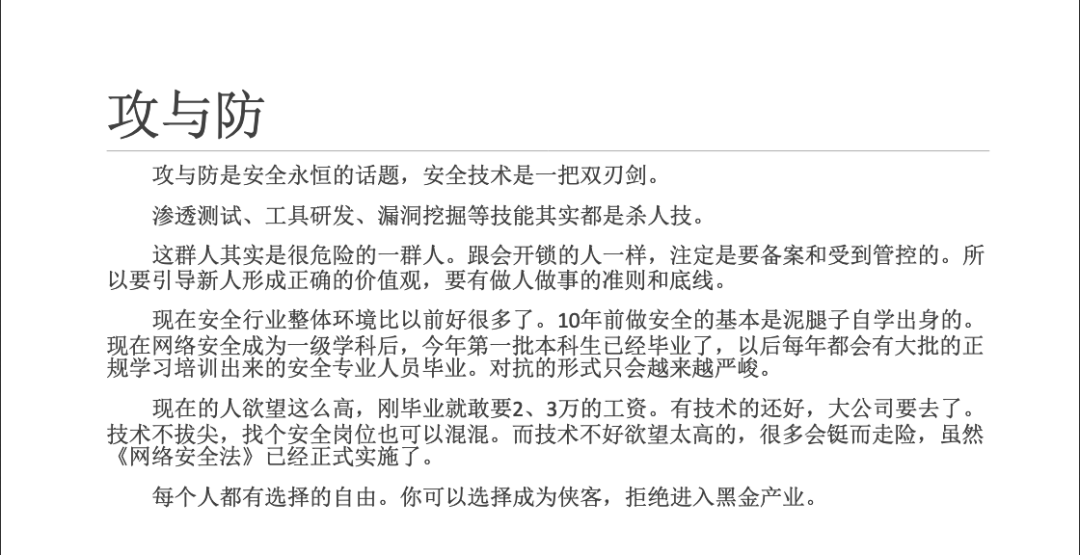 攻与防
攻与防是安全永恒的话题，安全技术是一把双刃剑。
渗透测试、工具研发、漏洞挖掘等技能其实都是杀人技。
这群人其实是很危险的一群人。跟会开锁的人一样，注定是要备案和受到管控的。所
以要引导新人形成正确的价值观，要有做人做事的准则和底线。
现在安全行业整体环境比以前好很多了。10年前做安全的基本是泥腿子自学出身的。
现在网络安全成为一级学科后，今年第一批本科生已经毕业了，以后每年都会有大批的正
规学习培训出来的安全专业人员毕业。对抗的形式只会越来越严峻。
现在的人欲望这么高，刚毕业就敢要2、3万的工资。有技术的还好，大公司要去了。
技术不拔尖，找个安全岗位也可以混混。而技术不好欲望太高的，很多会铤而走险，虽然
《网络安全法》已经正式实施了。
每个人都有选择的自由。你可以选择成为侠客，拒绝进入黑金产业。